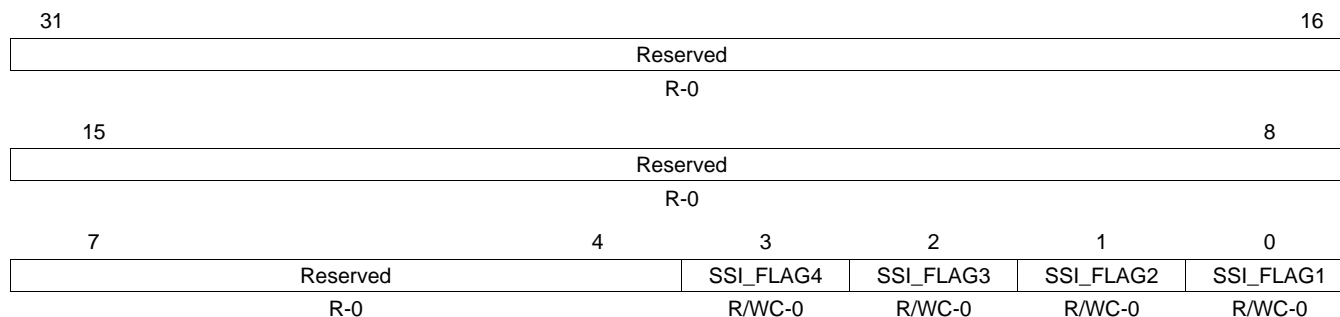 31 16
Reserved
R-0
15 8
Reserved
R-0
7 4 3 2 1 0
Reserved SSI_FLAG4 SSI_FLAG3 SSI_FLAG2 SSI_FLAG1
R-0 R/WC-0 R/WC-0 R/WC-0 R/WC-0